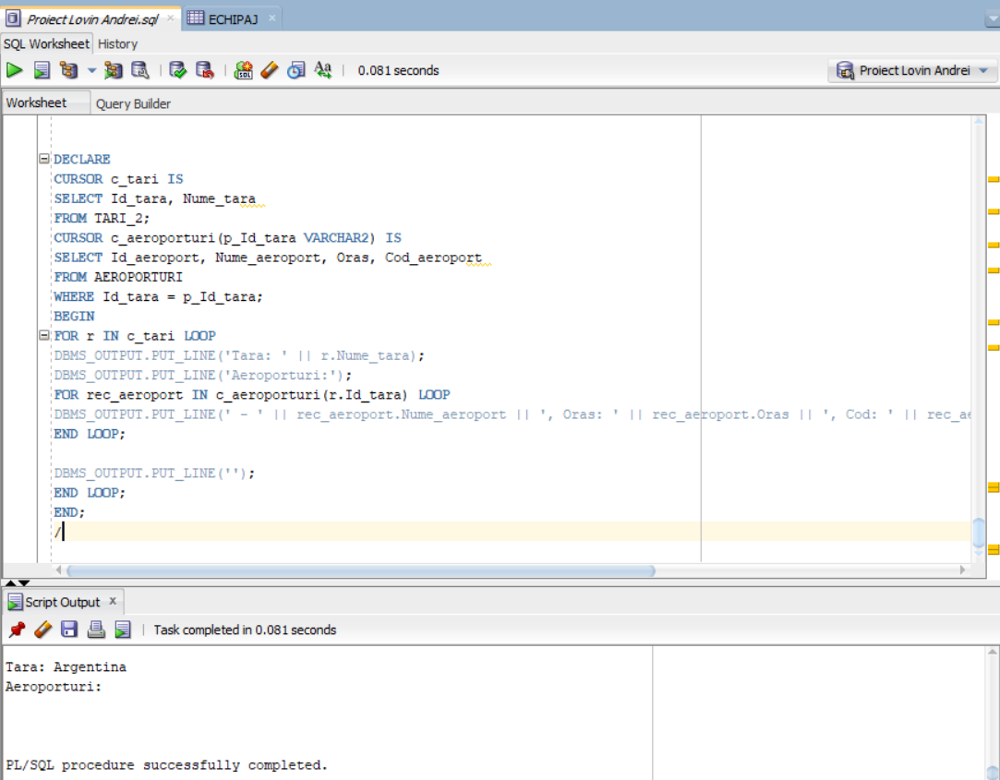 Proiect Lovin Andrei.sql
ECHIPAJ
SQL Worksheet History
0.081 seconds
Proiect Lovin Andrei
Worksheet
Query Builder
DECLARE
CURSOR c_tari IS
SELECT Id_tara, Nume_tara
FROM TARI_2;
CURSOR c_aeroporturi(p_Id_tara VARCHAR2) IS
SELECT Id_aeroport, Nume_aeroport, Oras, Cod_aeroport
FROM AEROPORTURI
WHERE Id_tara = p_Id_tara;
BEGIN
FOR r IN c_tari LOOP
DBMS_OUTPUT.PUT_LINE('Tara: ' || r.Nume_tara);
DBMS_OUTPUT.PUT_LINE('Aeroporturi:');
FOR rec_aeroport IN c_aeroporturi(r.Id_tara) LOOP
DBMS_OUTPUT.PUT_LINE(' - ' || rec_aeroport.Nume_aeroport || ', Oras: ' || rec_aeroport.Oras || ', Cod: ' || rec_ae
END LOOP;
DBMS_OUTPUT.PUT_LINE('');
END LOOP;
END;
/
Script Output
Task completed in 0.081 seconds
Tara: Argentina
Aeroporturi:
PL/SQL procedure successfully completed.